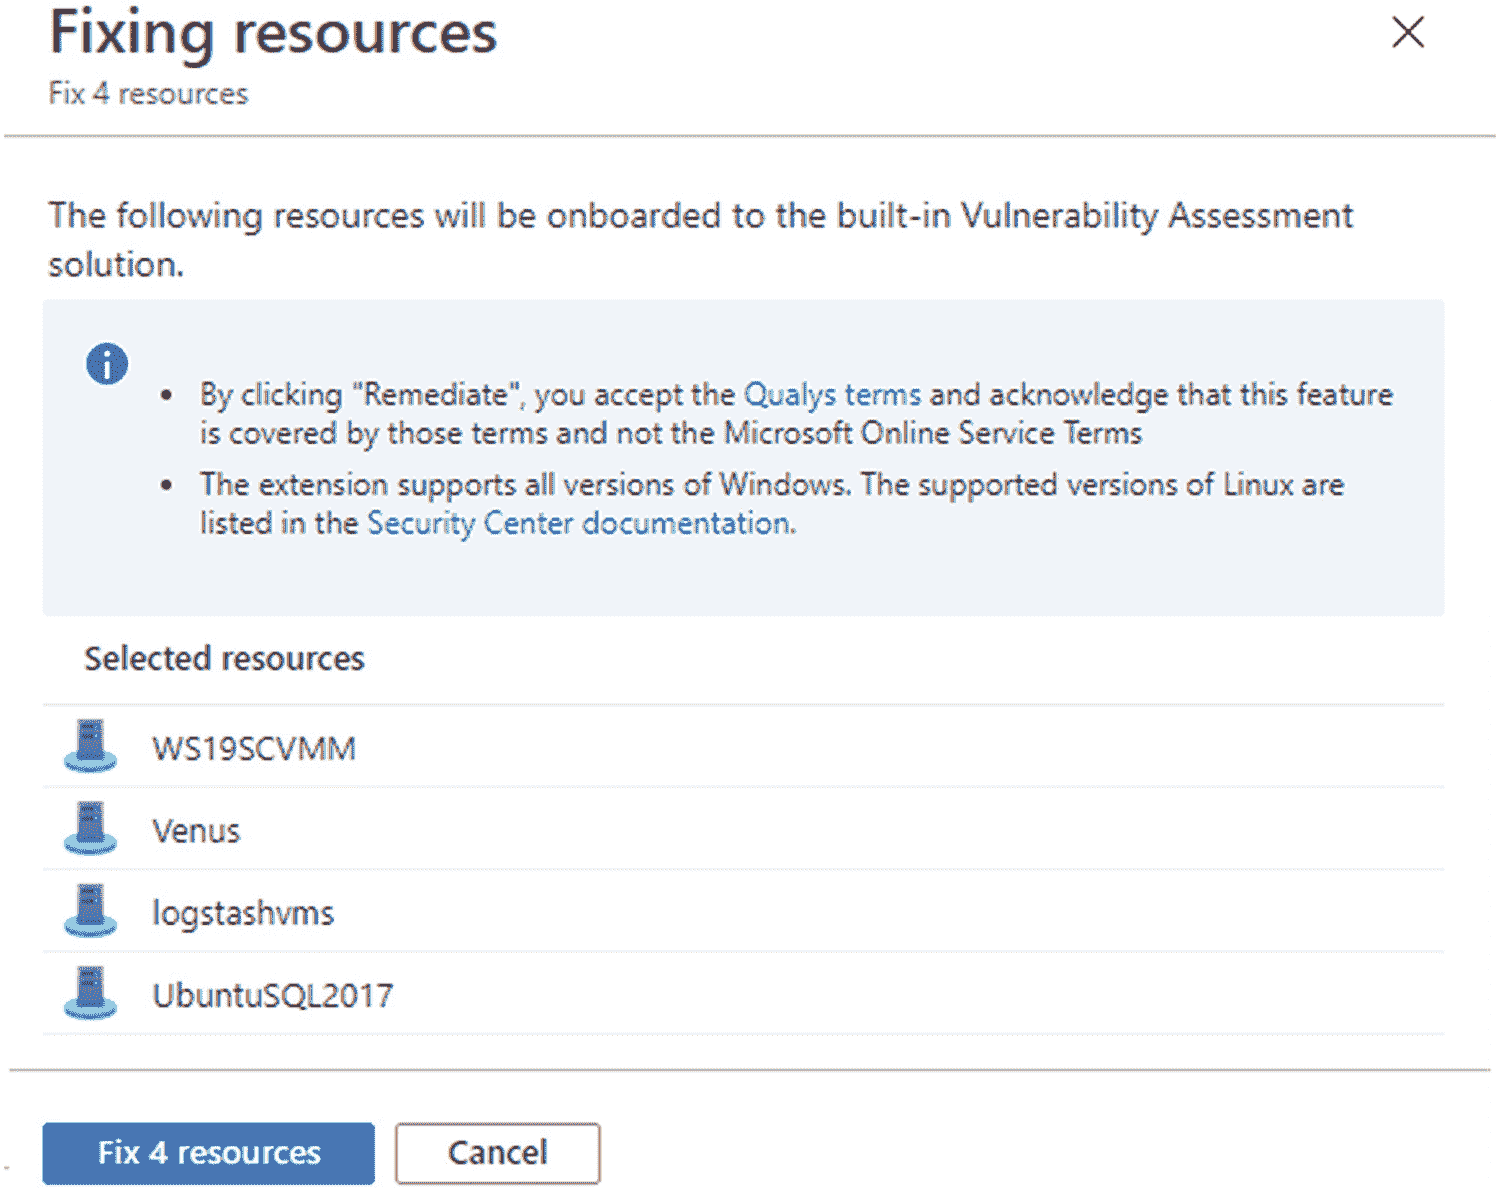 Fixing resources
Fix 4 resources
The following resources will be onboarded to the built-in Vulnerability Assessment
solution.
• By clicking "Remediate", you accept the Qualys terms and acknowledge that this feature
is covered by those terms and not the Microsoft Online Service Terms
• The extension supports all versions of Windows. The supported versions of Linux are
listed in the Security Center documentation.
Selected resources
WS19SCVMM
Venus
logstashvms
UbuntuSQL2017
Fix 4 resources
Cancel